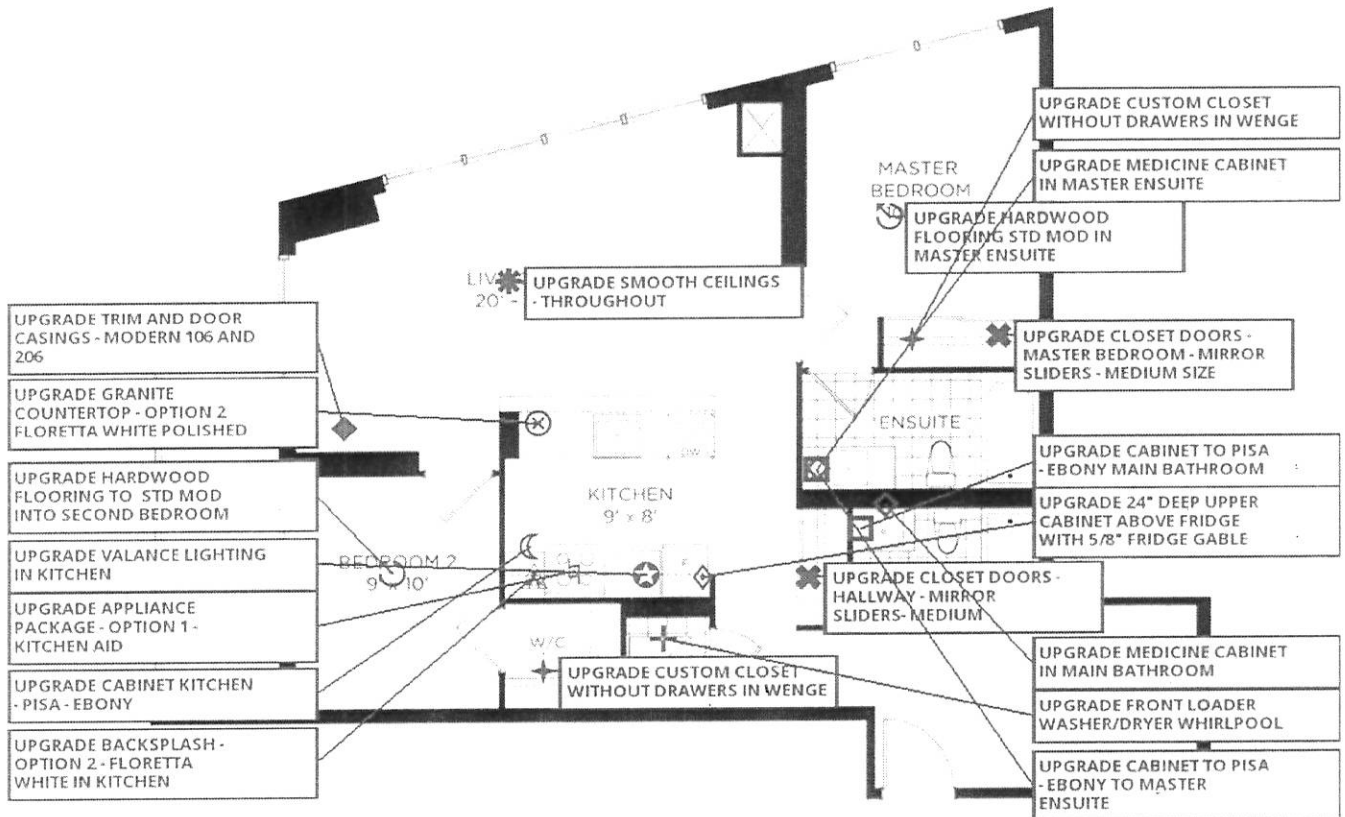 UPGRADE CUSTOM CLOSET
WITHOUT DRAWERS IN WENGE
UPGRADE MEDICINE CABINET
IN MASTER ENSUITE
MASTER
BEDROOM
UPGRADE HARDWOOD
FLOORING STD MOD IN
MASTER ENSUITE
LIV
20' -
UPGRADE SMOOTH CEILINGS
- THROUGHOUT
UPGRADE TRIM AND DOOR
CASINGS - MODERN 106 AND
206
UPGRADE CLOSET DOORS -
MASTER BEDROOM - MIRROR
SLIDERS - MEDIUM SIZE
UPGRADE GRANITE
COUNTERTOP - OPTION 2
FLORETTA WHITE POLISHED
ENSUITE
DW
UPGRADE CABINET TO PISA
- EBONY MAIN BATHROOM
UPGRADE HARDWOOD
FLOORING TO STD MOD
INTO SECOND BEDROOM
KITCHEN
9' x 8'
UPGRADE 24" DEEP UPPER
CABINET ABOVE FRIDGE
WITH 5/8" FRIDGE GABLE
UPGRADE VALANCE LIGHTING
IN KITCHEN
BEDROOM 2
9' x 10'
F
UPGRADE CLOSET DOORS -
HALLWAY - MIRROR
SLIDERS- MEDIUM
UPGRADE APPLIANCE
PACKAGE - OPTION 1 -
KITCHEN AID
W/C
UPGRADE CUSTOM CLOSET
WITHOUT DRAWERS IN WENGE
UPGRADE MEDICINE CABINET
IN MAIN BATHROOM
UPGRADE CABINET KITCHEN
- PISA - EBONY
UPGRADE FRONT LOADER
WASHER/DRYER WHIRLPOOL
UPGRADE BACKSPLASH -
OPTION 2 - FLORETTA
WHITE IN KITCHEN
UPGRADE CABINET TO PISA
- EBONY TO MASTER
ENSUITE